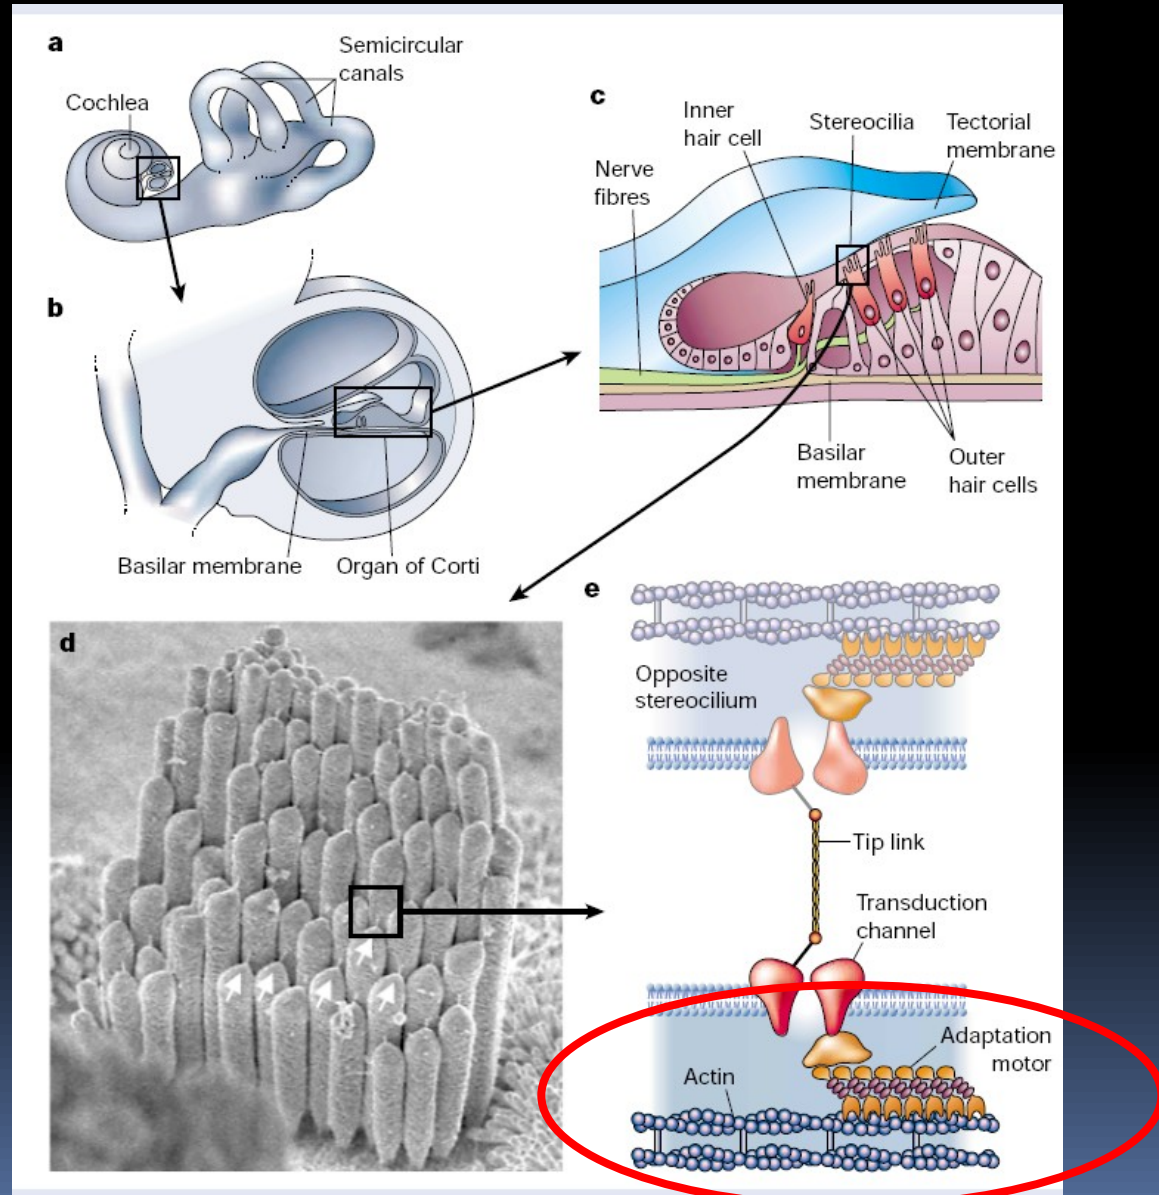 a
Semicircular
canals
Cochlea
b
Basilar membrane
Organ of Corti
c
Inner
hair cell
Stereocilia
Tectorial
membrane
Nerve
fibres
Basilar
membrane
Outer
hair cells
d
e
Opposite
stereocilium
Tip link
Transduction
channel
Adaptation
motor
Actin